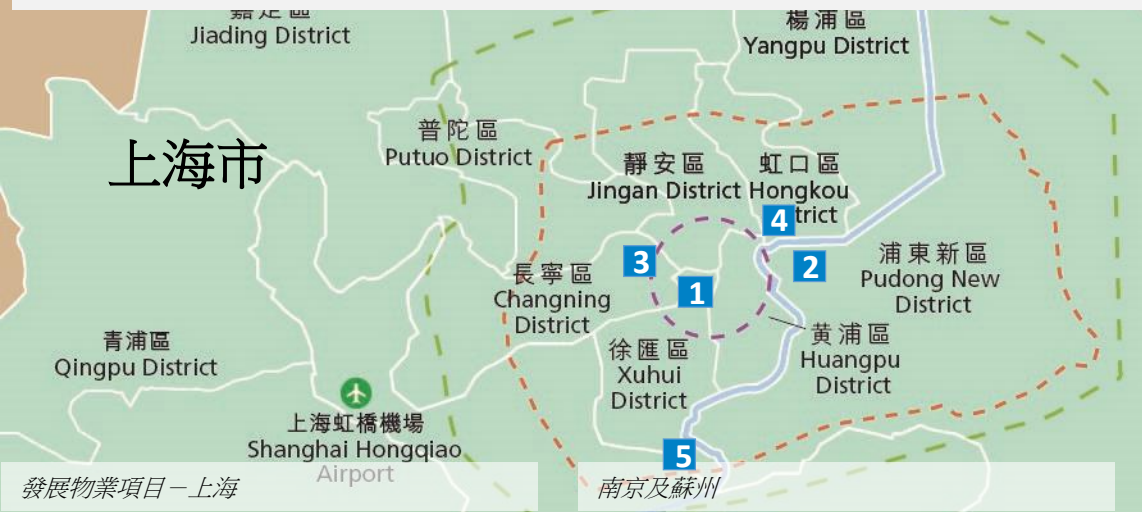 嘉定區
Jiading District
楊浦區
Yangpu District
上海市
普陀區
Putuo District
靜安區
Jingan District
虹口區
Hongkou
trict
4
3
2
1
浦東新區
Pudong New
District
長寧區
Changning
District
黄浦區
Huangpu
District
青浦區
Qingpu District
徐匯區
Xuhui
District
上海虹橋機場
Shanghai Hongqiao
Airport
5
發展物業項目－上海
南京及蘇州